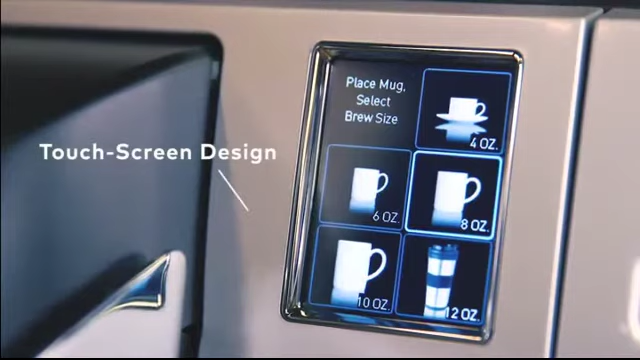 Place Mug,
Select
Brew Size
4 OZ.
Touch-Screen Design
6 OZ.
8 OZ.
10 OZ.
12 OZ.